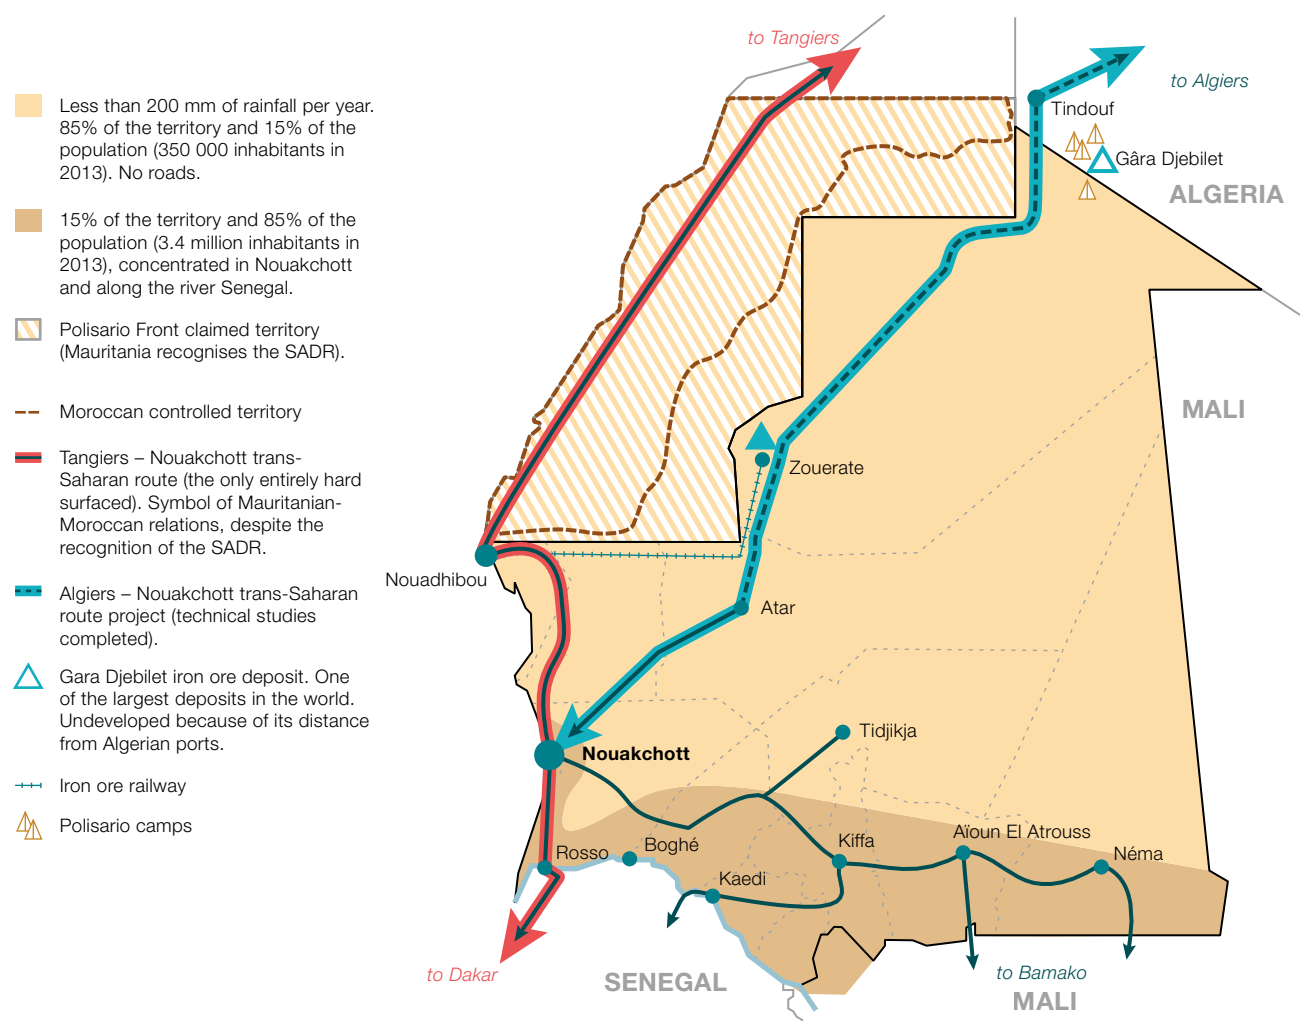 Less than 200 mm of rainfall per year.
85% of the territory and 15% of the
population (350 000 inhabitants in
2013). No roads.
15% of the territory and 85% of the
population (3.4 million inhabitants in
2013), concentrated in Nouakchott
and along the river Senegal.
Polisario Front claimed territory
(Mauritania recognises the SADR).
Moroccan controlled territory
Tangiers – Nouakchott trans-
Saharan route (the only entirely hard
surfaced). Symbol of Mauritanian-
Moroccan relations, despite the
recognition of the SADR.
Algiers – Nouakchott trans-Saharan
route project (technical studies
completed).
Gara Djebilet iron ore deposit. One
of the largest deposits in the world.
Undeveloped because of its distance
from Algerian ports.
Iron ore railway
Polisario camps
to Tangiers
to Algiers
Tindouf
Gâra Djebilet
ALGERIA
MALI
Zouerate
Nouadhibou
Atar
Tidjikja
Nouakchott
Aïoun El Atrouss
Kiffa
Boghé
Rosso
Néma
Kaedi
to Dakar
SENEGAL
to Bamako
MALI